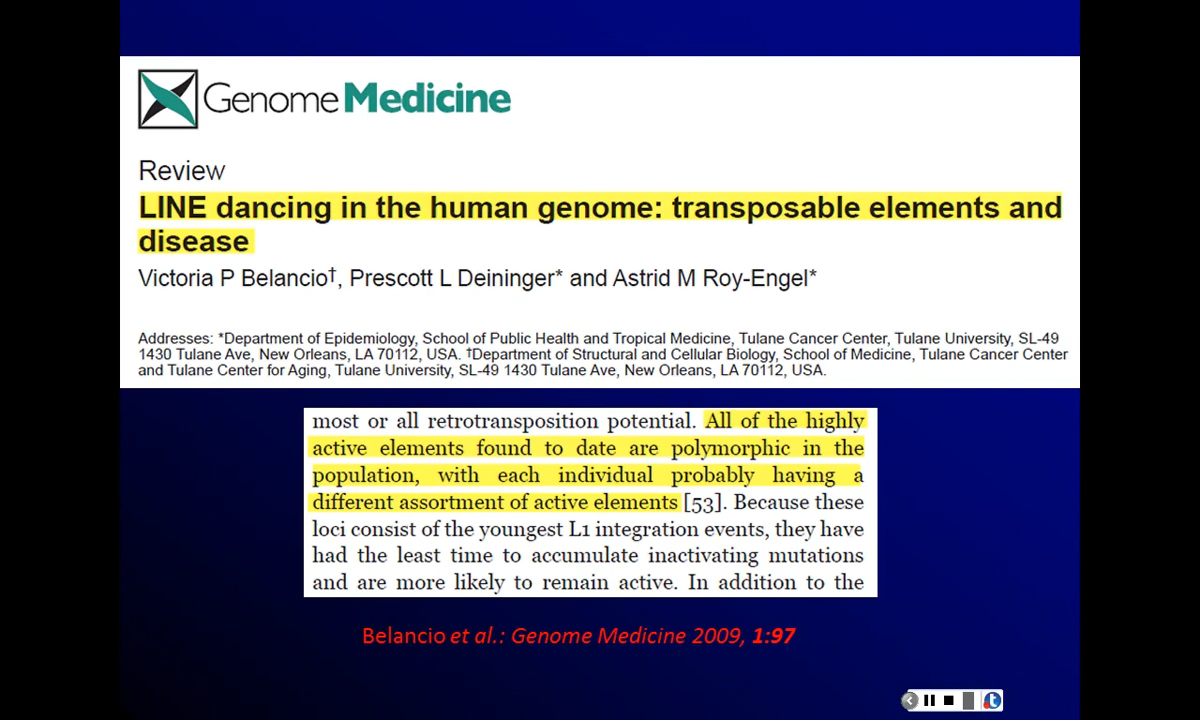 Genome Medicine
Review
LINE dancing in the human genome: transposable elements and
disease
Victoria P Belancio†, Prescott L Deininger* and Astrid M Roy-Engel*
Addresses: *Department of Epidemiology, School of Public Health and Tropical Medicine, Tulane Cancer Center, Tulane University, SL-49
1430 Tulane Ave, New Orleans, LA 70112, USA. †Department of Structural and Cellular Biology, School of Medicine, Tulane Cancer Center
and Tulane Center for Aging, Tulane University, SL-49 1430 Tulane Ave, New Orleans, LA 70112, USA.
most or all retrotransposition potential. All of the highly
active elements found to date are polymorphic in the
population, with each individual probably having a
different assortment of active elements [53]. Because these
loci consist of the youngest L1 integration events, they have
had the least time to accumulate inactivating mutations
and are more likely to remain active. In addition to the
Belancio et al.: Genome Medicine 2009, 1:97